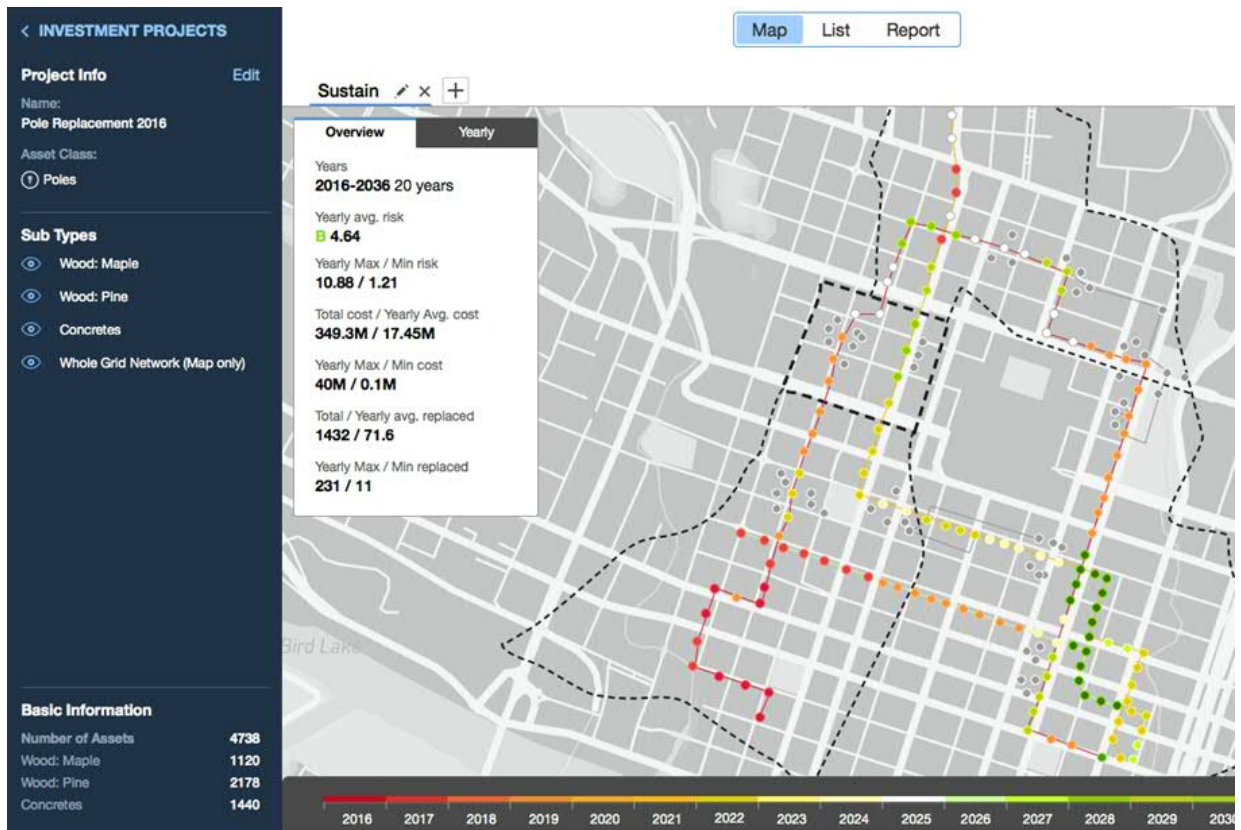 < INVESTMENT PROJECTS
Project Info Edit
Name:
Pole Replacement 2016
Asset Class:
Poles
Sub Types
Wood: Maple
Wood: Pine
Concretes
Whole Grid Network (Map only)
Basic Information
Number of Assets 4738
Wood: Maple 1120
Wood: Pine 2178
Concretes 1440
Map List Report
Sustain × +
Overview Yearly
Years
2016-2036 20 years
Yearly avg. risk
B 4.64
Yearly Max / Min risk
10.88 / 1.21
Total cost / Yearly Avg. cost
349.3M / 17.45M
Yearly Max / Min cost
40M / 0.1M
Total / Yearly avg. replaced
1432 / 71.6
Yearly Max / Min replaced
231 / 11
Bird Lake
2016 2017 2018 2019 2020 2021 2022 2023 2024 2025 2026 2027 2028 2029 2030